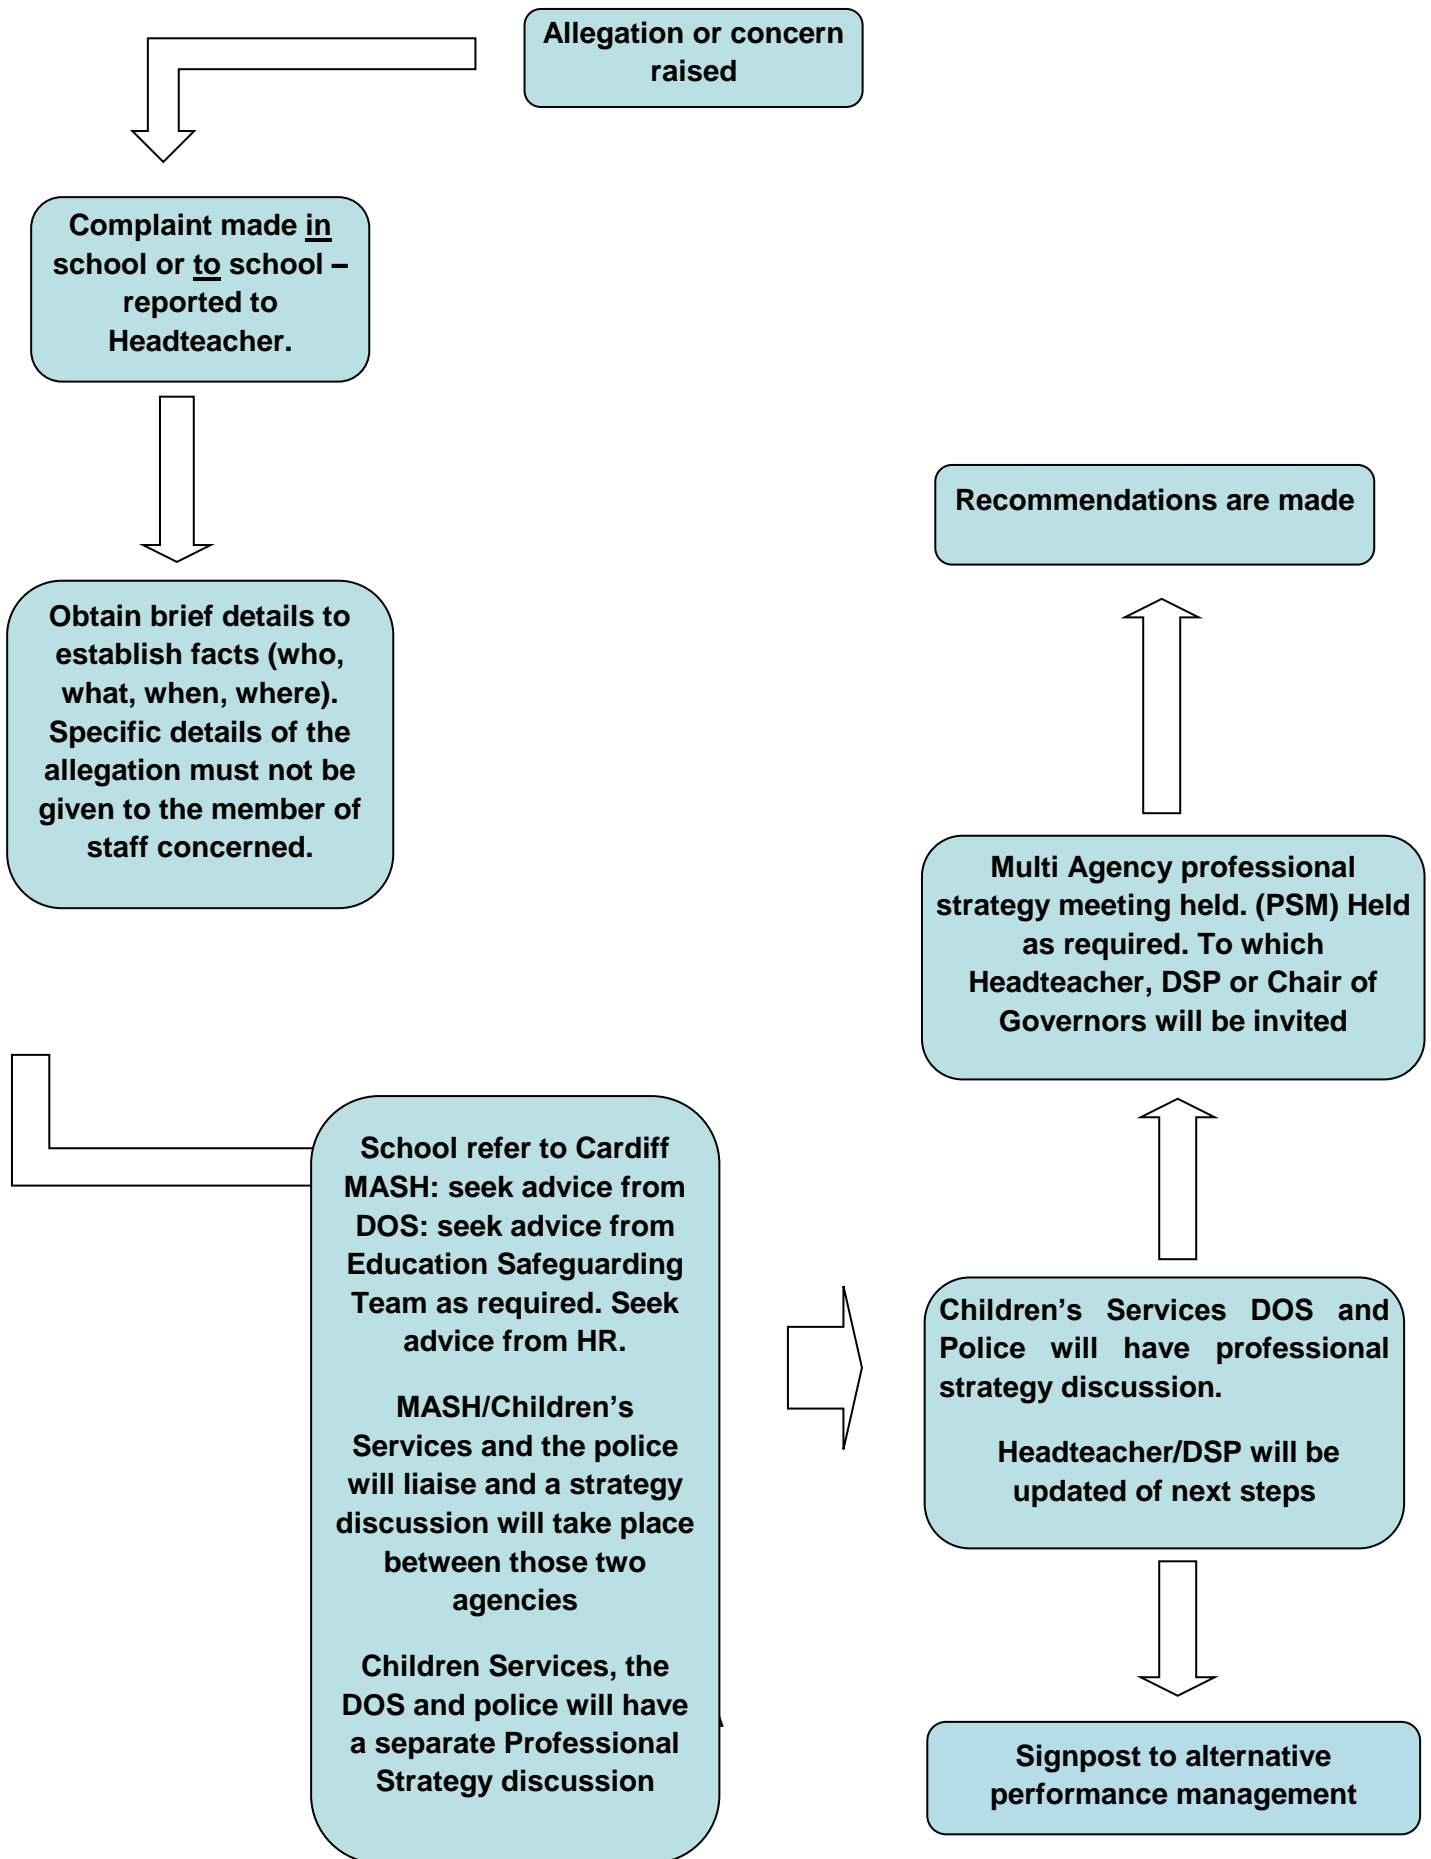 Allegation or concern
raised
Complaint made in
school or to school –
reported to
Headteacher.
Obtain brief details to
establish facts (who,
what, when, where).
Specific details of the
allegation must not be
given to the member of
staff concerned.
School refer to Cardiff
MASH: seek advice from
DOS: seek advice from
Education Safeguarding
Team as required. Seek
advice from HR.
MASH/Children’s
Services and the police
will liaise and a strategy
discussion will take place
between those two
agencies
Children Services, the
DOS and police will have
a separate Professional
Strategy discussion
Children’s Services DOS and
Police will have professional
strategy discussion.
Headteacher/DSP will be
updated of next steps
Multi Agency professional
strategy meeting held. (PSM) Held
as required. To which
Headteacher, DSP or Chair of
Governors will be invited
Recommendations are made
Signpost to alternative
performance management